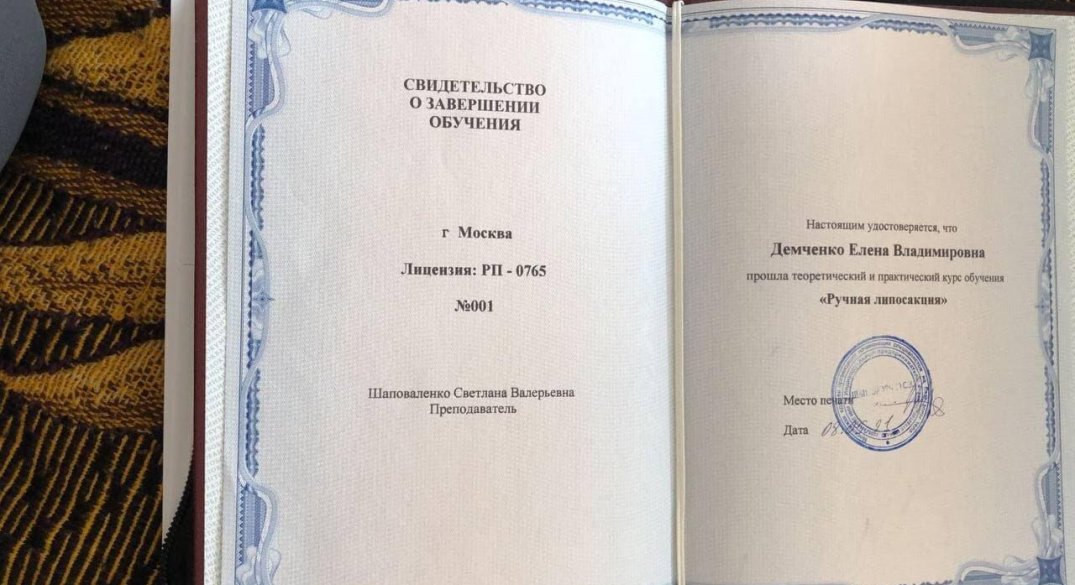 СВИДЕТЕЛЬСТВО
О ЗАВЕРШЕНИИ
ОБУЧЕНИЯ
г Москва
Лицензия: РП - 0765
№001
Шаповаленко Светлана Валерьевна
Преподаватель
Настоящим удостоверяется, что
Демченко Елена Владимировна
прошла теоретический и практический курс обучения
«Ручная липосакция»
Место печати
Дата